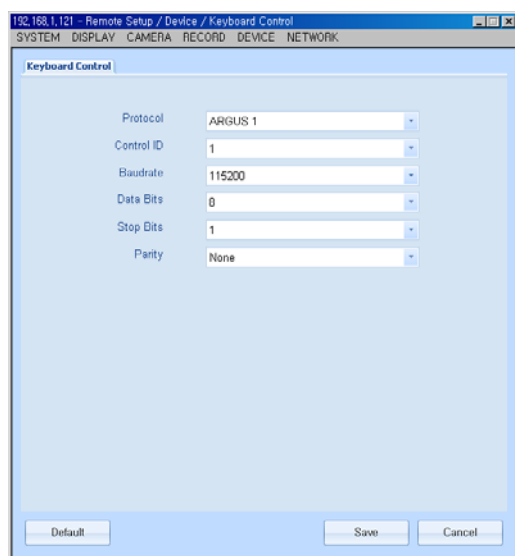 192,168,1,121 - Remote Setup / Device / Keyboard Control
SYSTEM DISPLAY CAMERA RECORD DEVICE NETWORK
Keyboard Control
Protocol ARGUS 1
Control ID 1
Baudrate 115200
Data Bits 8
Stop Bits 1
Parity None
Default Save Cancel